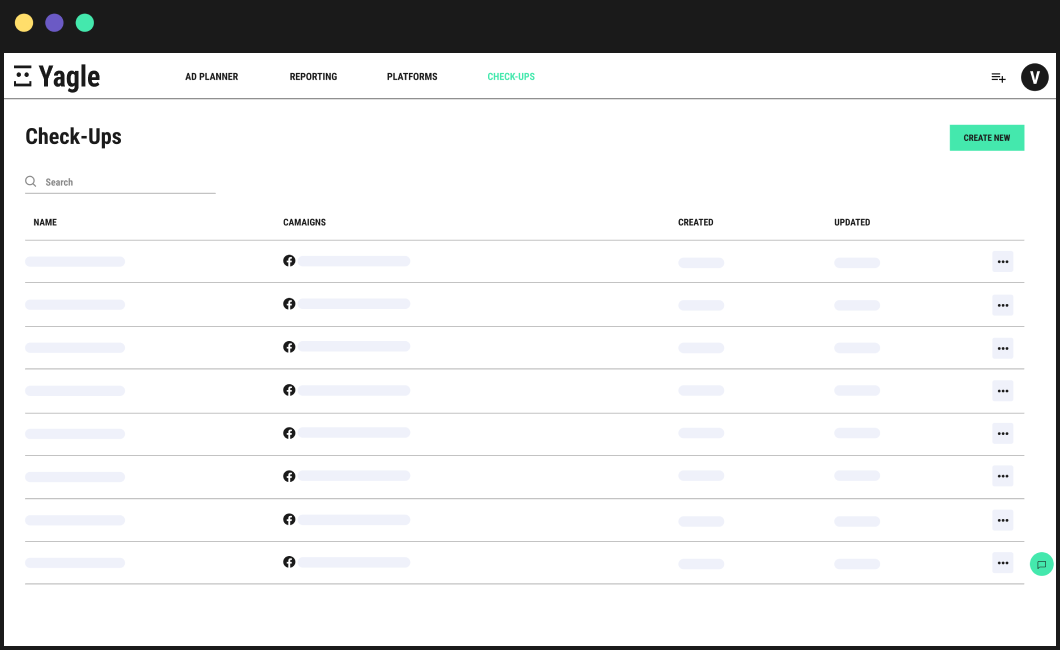 Yagle
AD PLANNER REPORTING PLATFORMS CHECK-UPS
V
Check-Ups
CREATE NEW
Search
NAME CAMAIGNS CREATED UPDATED